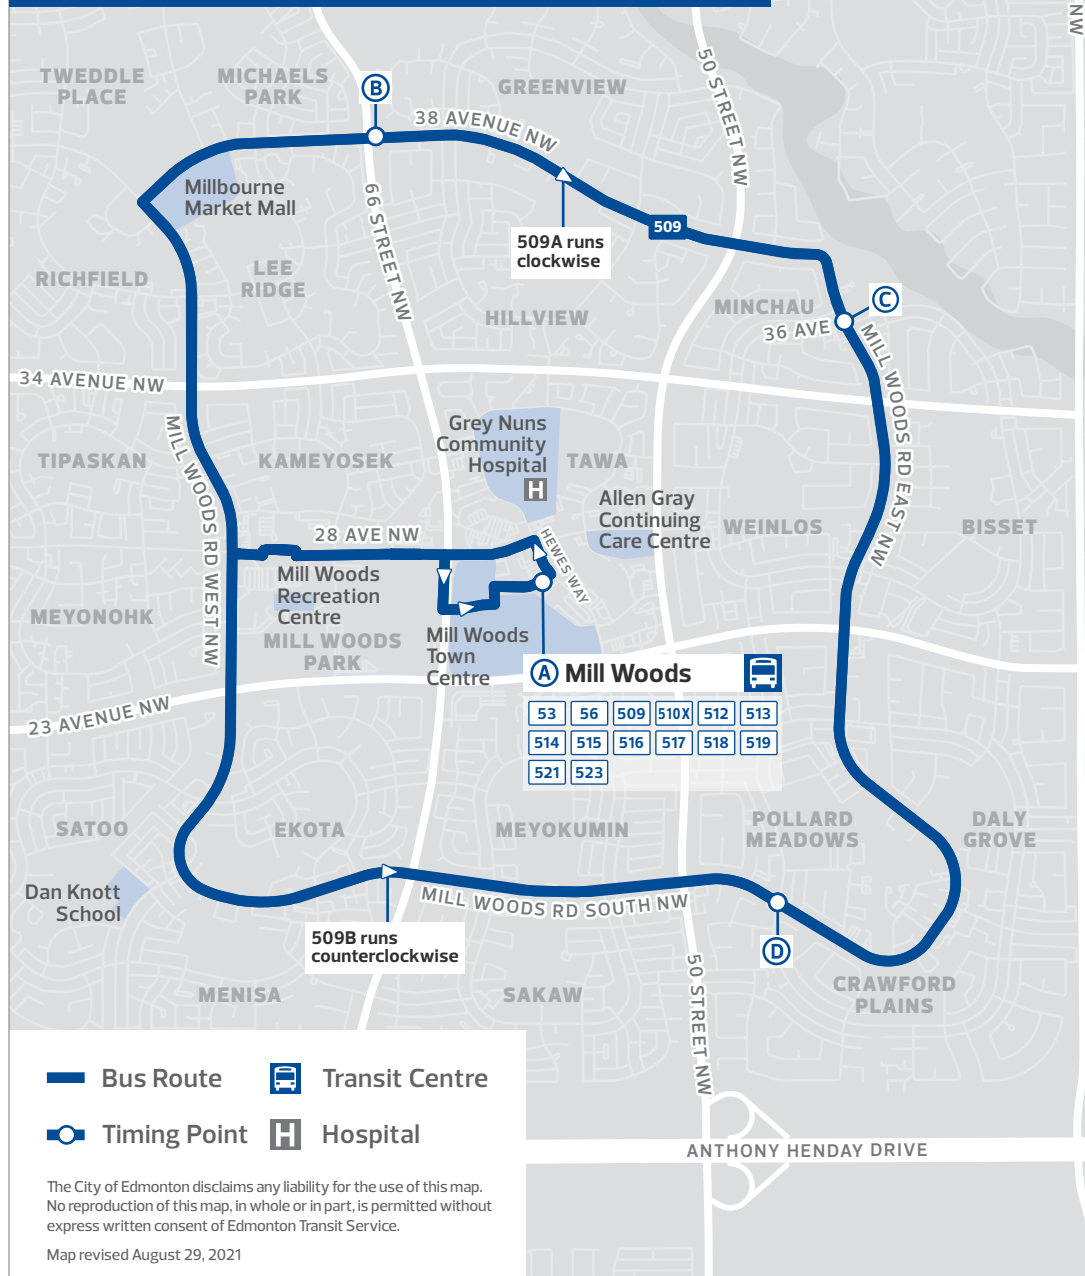 NW
TWEDDLE
PLACE
MICHAELS
PARK
B
GREENVIEW
50 STREET NW
38 AVENUE NW
Millbourne
Market Mall
66 STREET NW
509
509A runs
clockwise
RICHFIELD
LEE
RIDGE
HILLVIEW
MINCHAU
C
36 AVE
MILL WOODS RD EAST NW
34 AVENUE NW
MILL WOODS RD WEST NW
TIPASKAN
KAMEYOSEK
Grey Nuns
Community
Hospital
H
TAWA
Allen Gray
Continuing
Care Centre
WEINLOS
BISSET
28 AVE NW
HEWES WAY
Mill Woods
Recreation
Centre
MEYONOHK
MILL WOODS
PARK
Mill Woods
Town
Centre
A Mill Woods
53 56 509 510X 512 513
514 515 516 517 518 519
521 523
23 AVENUE NW
SATOO
EKOTA
MEYOKUMIN
POLLARD
MEADOWS
DALY
GROVE
Dan Knott
School
MILL WOODS RD SOUTH NW
509B runs
counterclockwise
D
50 STREET NW
MENISA
SAKAW
CRAWFORD
PLAINS
Bus Route
Transit Centre
Timing Point
H Hospital
ANTHONY HENDAY DRIVE
The City of Edmonton disclaims any liability for the use of this map.
No reproduction of this map, in whole or in part, is permitted without
express written consent of Edmonton Transit Service.
Map revised August 29, 2021